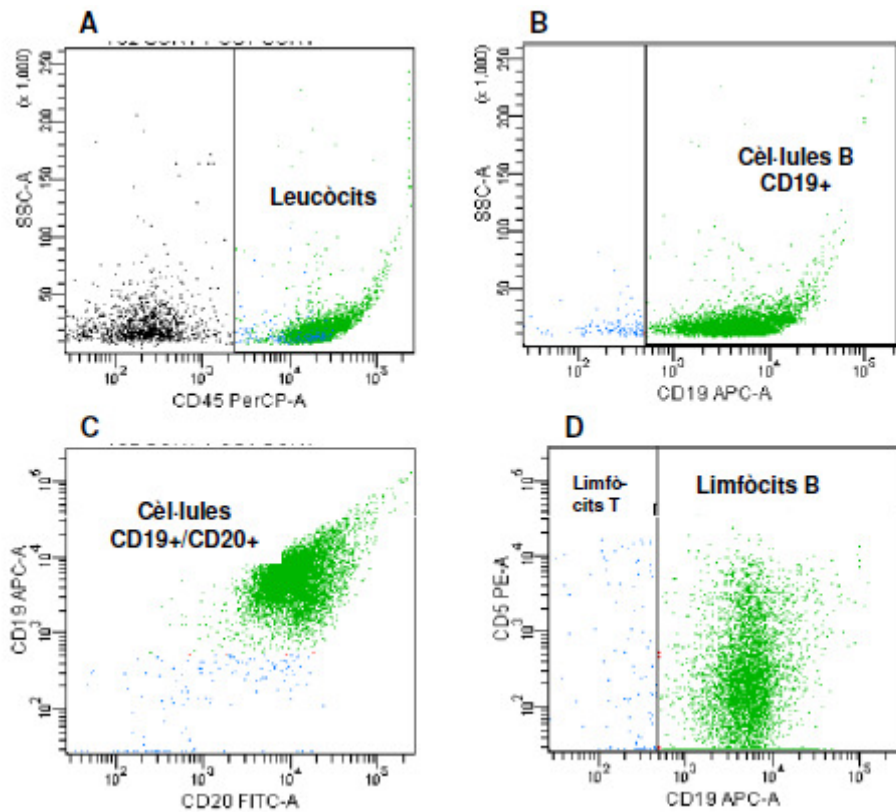 A
(x 1,000)
250
200
150
100
50
SSC-A
Leucòcits
10²
10³
10⁴
10⁵
CD45 PerCP-A
B
(x 1,000)
250
200
150
100
50
SSC-A
Cèl·lules B
CD19+
10²
10³
10⁴
10⁵
CD19 APC-A
C
10⁵
10⁴
10³
10²
CD19 APC-A
Cèl·lules
CD19+/CD20+
10²
10³
10⁴
10⁵
CD20 FITC-A
D
10⁵
10⁴
10³
10²
CD5 PE-A
Limfò-
cits T
Limfòcits B
10²
10³
10⁴
10⁵
CD19 APC-A